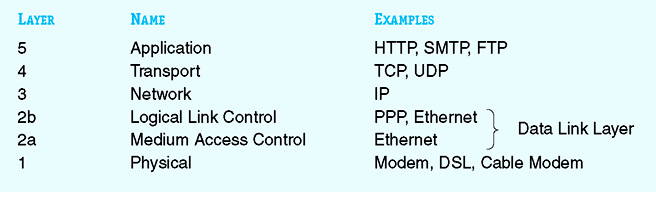 LAYER NAME EXAMPLES
5 Application HTTP, SMTP, FTP
4 Transport TCP, UDP
3 Network IP
2b Logical Link Control PPP, Ethernet
Data Link Layer
2a Medium Access Control Ethernet
1 Physical Modem, DSL, Cable Modem